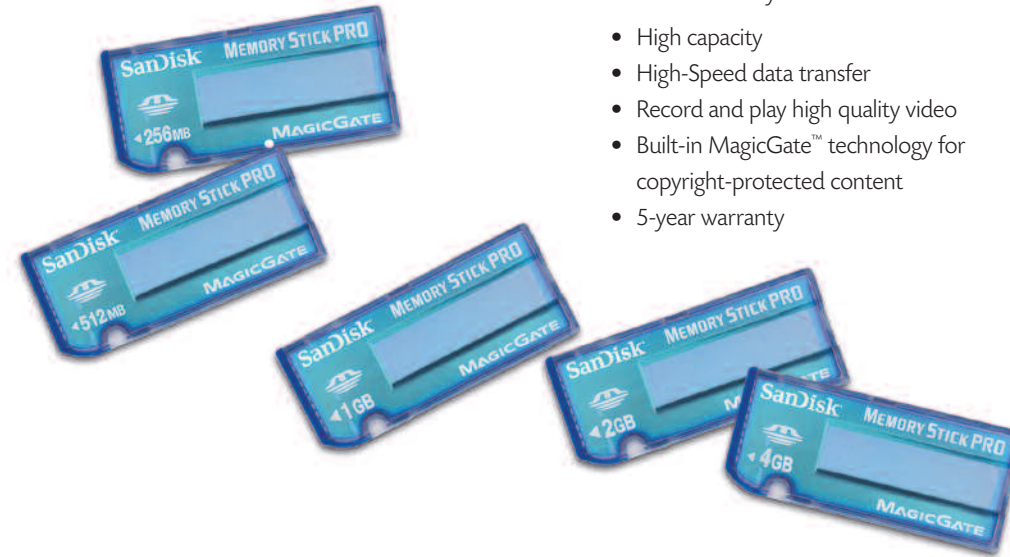 • High capacity
• High-Speed data transfer
• Record and play high quality video
• Built-in MagicGate™ technology for
copyright-protected content
• 5-year warranty
SanDisk MEMORY STICK PRO
◄256MB
MAGICGATE
SanDisk MEMORY STICK PRO
◄512MB
MAGICGATE
SanDisk MEMORY STICK PRO
◄1GB
MAGICGATE
SanDisk MEMORY STICK PRO
◄2GB
SanDisk MEMORY STICK PRO
◄4GB
MAGICGATE